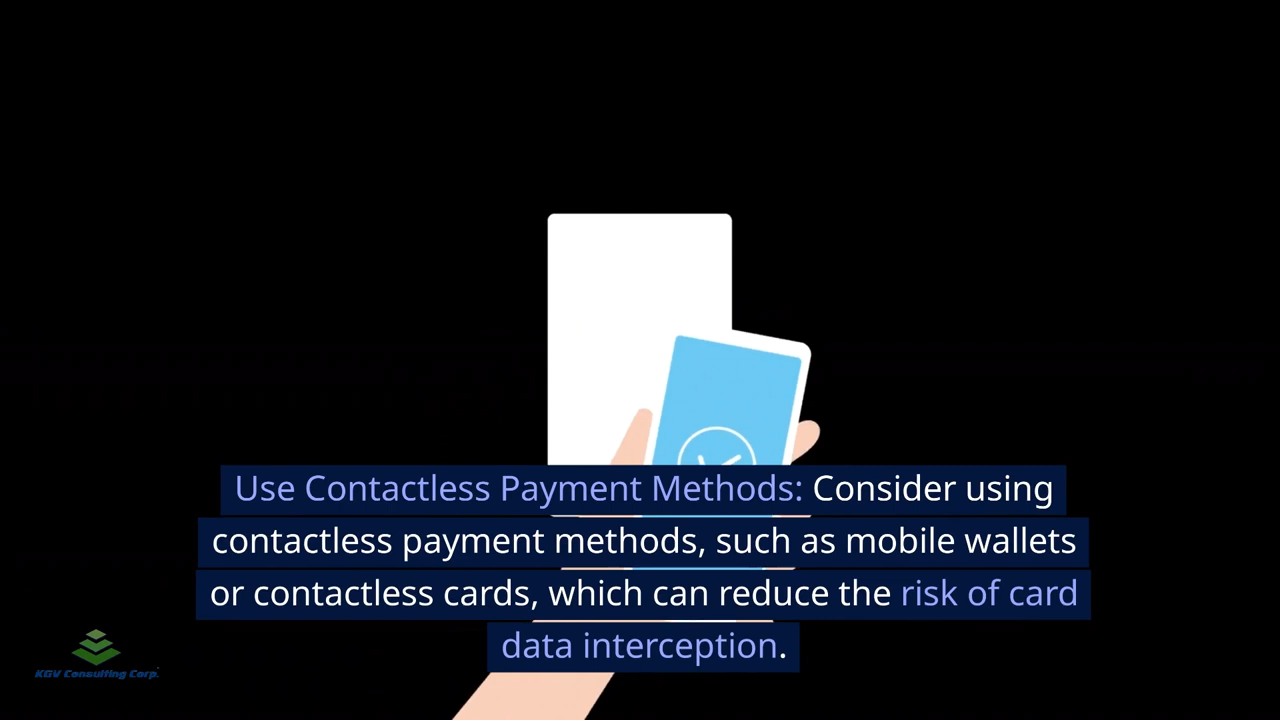 Use Contactless Payment Methods: Consider using
contactless payment methods, such as mobile wallets
or contactless cards, which can reduce the risk of card
data interception.
KGV Consulting Corp.